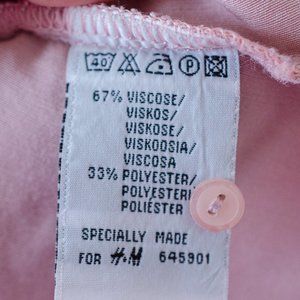 40 P
67% VISCOSE/
VISKOS/
VISKOSE/
VISKOOSIA/
VISCOSA
33% POLYESTER/
POLYESTERI
POLIÉSTER
SPECIALLY MADE
FOR H&M 645901